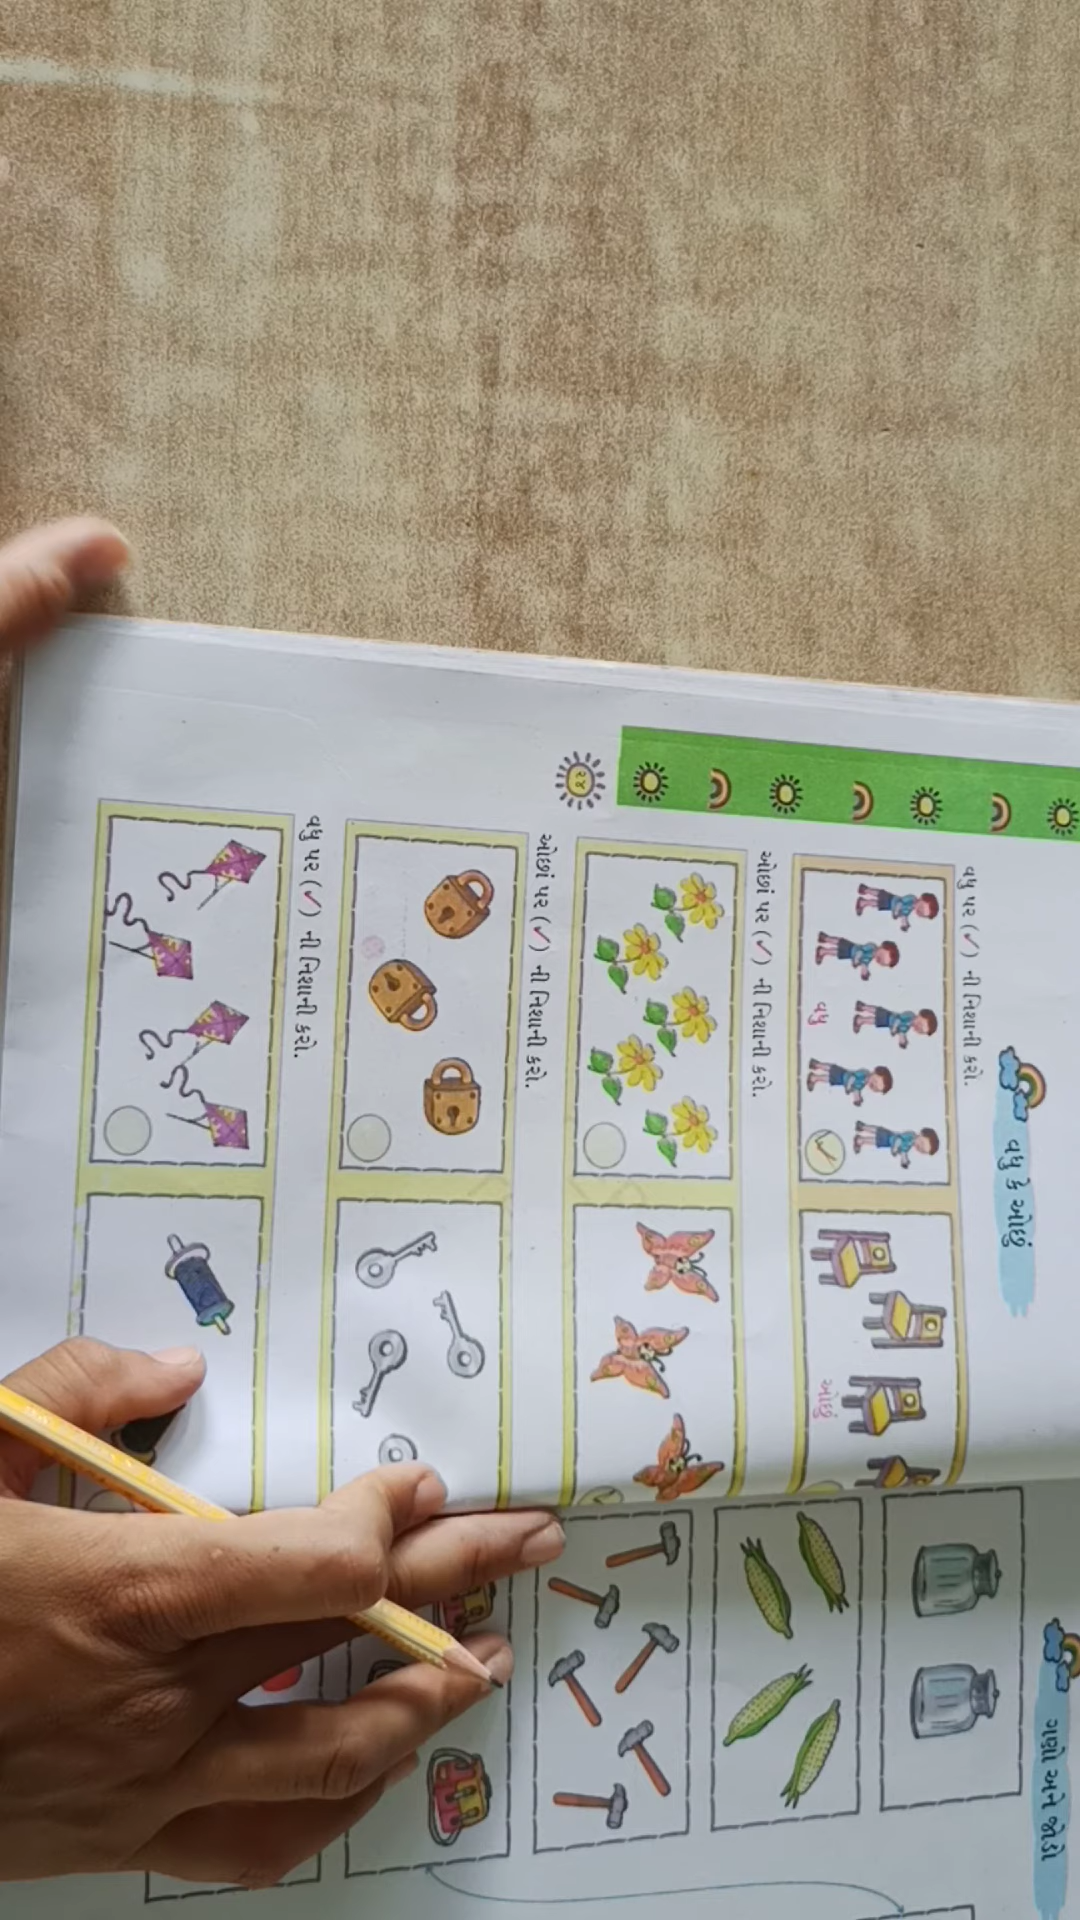 વધુ કે ઓછું
વધુ પર (✓) ની નિશાની કરો.
વધુ
ઓછું
ઓછાં પર (✓) ની નિશાની કરો.
ઓછાં પર (✓) ની નિશાની કરો.
વધુ પર (✓) ની નિશાની કરો.
૨૪
ગણો અને જોડો